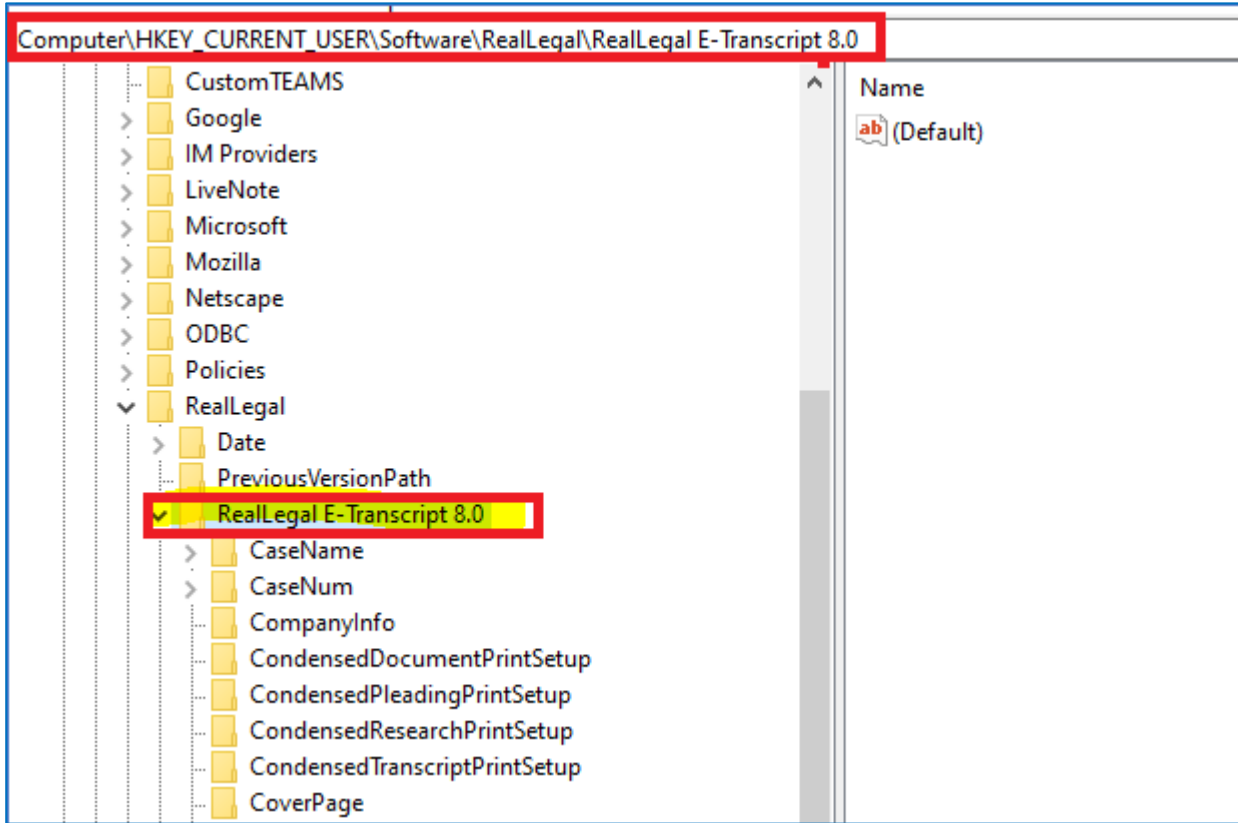 Computer\HKEY_CURRENT_USER\Software\RealLegal\RealLegal E-Transcript 8.0
CustomTEAMS
Google
IM Providers
LiveNote
Microsoft
Mozilla
Netscape
ODBC
Policies
RealLegal
Date
PreviousVersionPath
RealLegal E-Transcript 8.0
CaseName
CaseNum
CompanyInfo
CondensedDocumentPrintSetup
CondensedPleadingPrintSetup
CondensedResearchPrintSetup
CondensedTranscriptPrintSetup
CoverPage
Name
ab (Default)